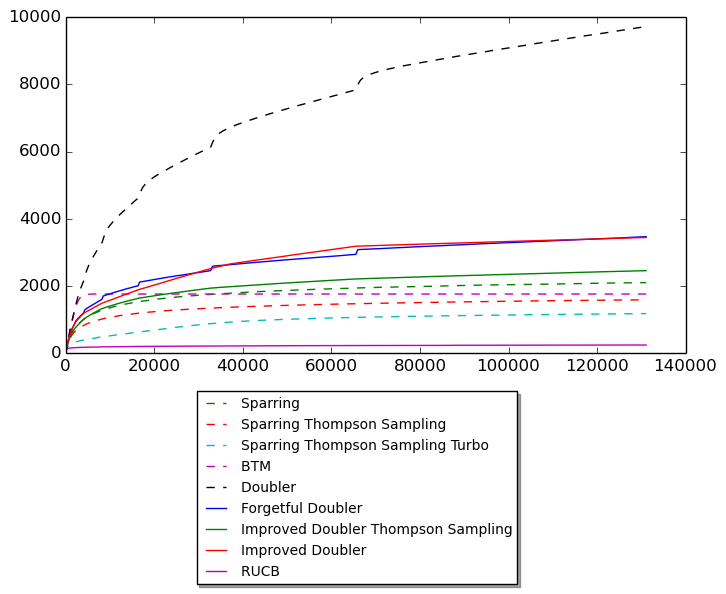 10000
8000
6000
4000
2000
0
0 20000 40000 60000 80000 100000 120000 140000
Sparring
Sparring Thompson Sampling
Sparring Thompson Sampling Turbo
BTM
Doubler
Forgetful Doubler
Improved Doubler Thompson Sampling
Improved Doubler
RUCB